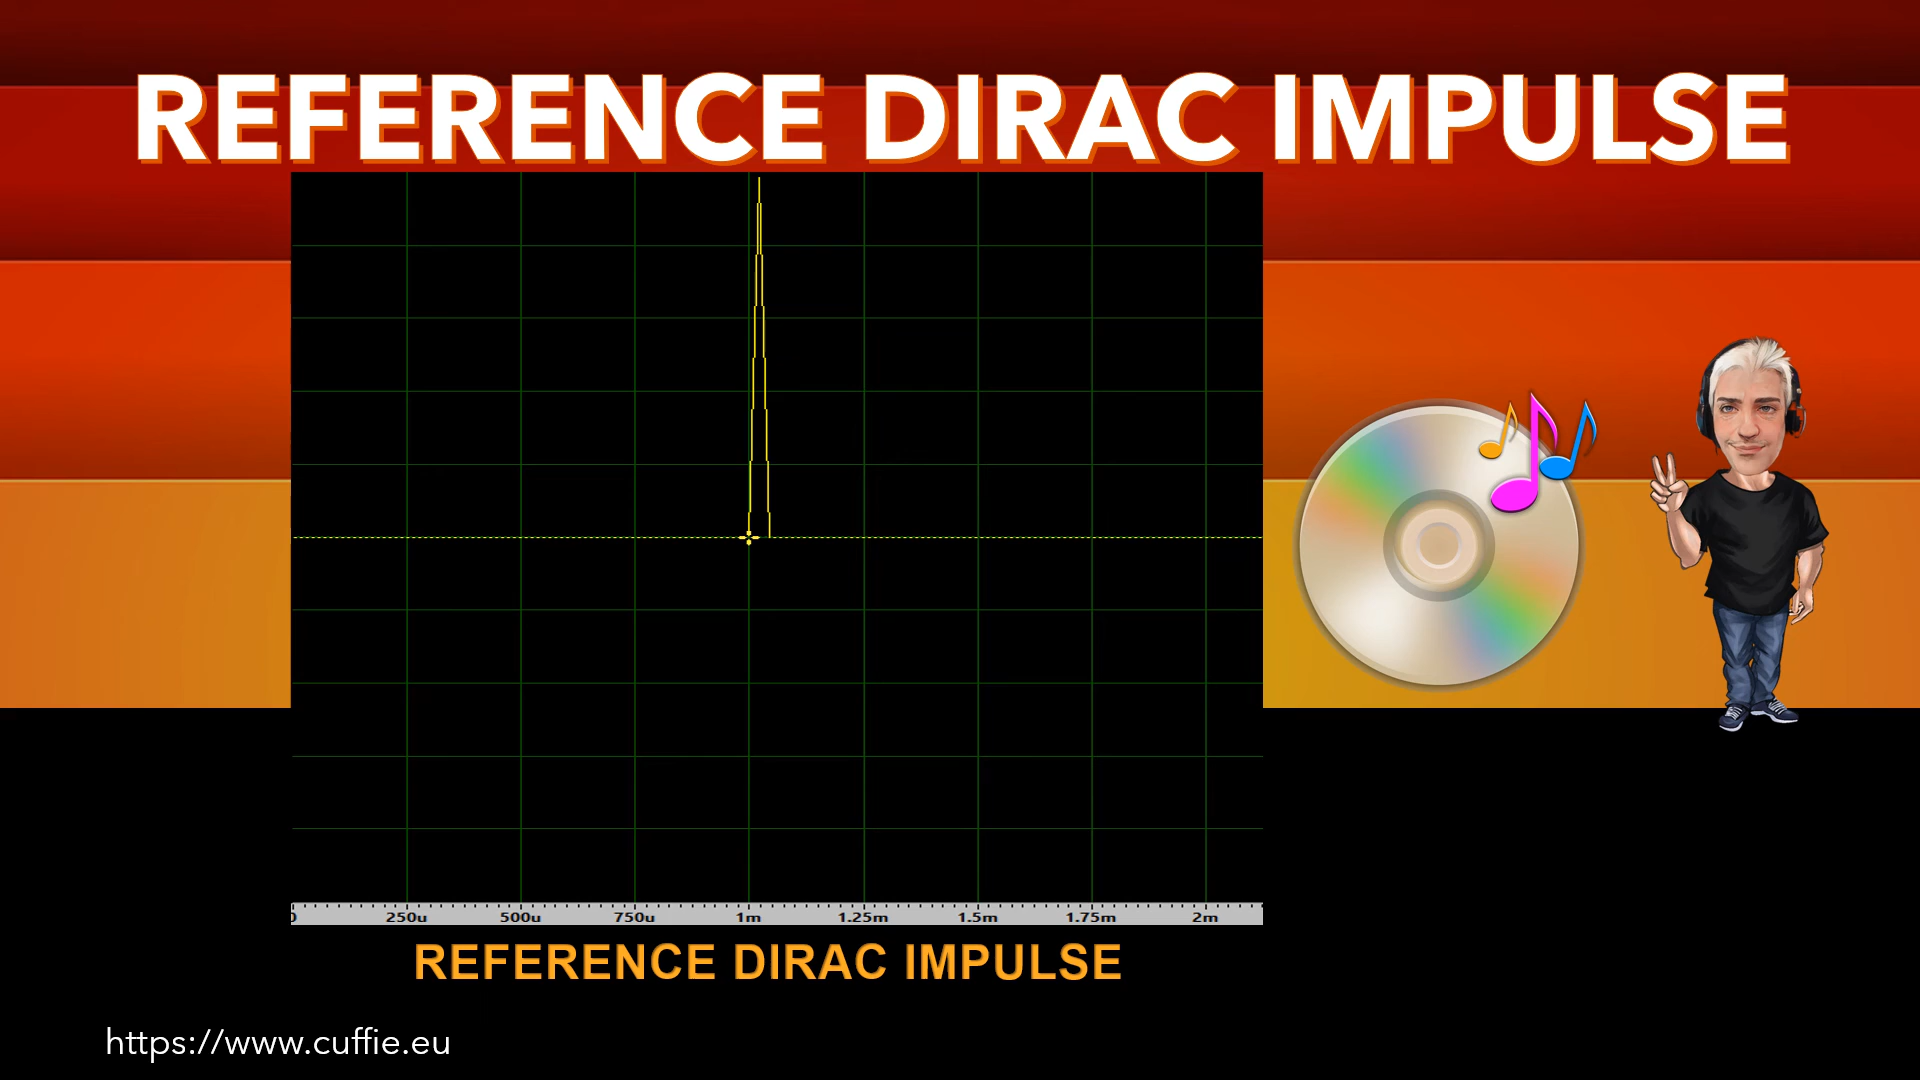 REFERENCE DIRAC IMPULSE
0 250u 500u 750u 1m 1.25m 1.5m 1.75m 2m
REFERENCE DIRAC IMPULSE
https://www.cuffie.eu